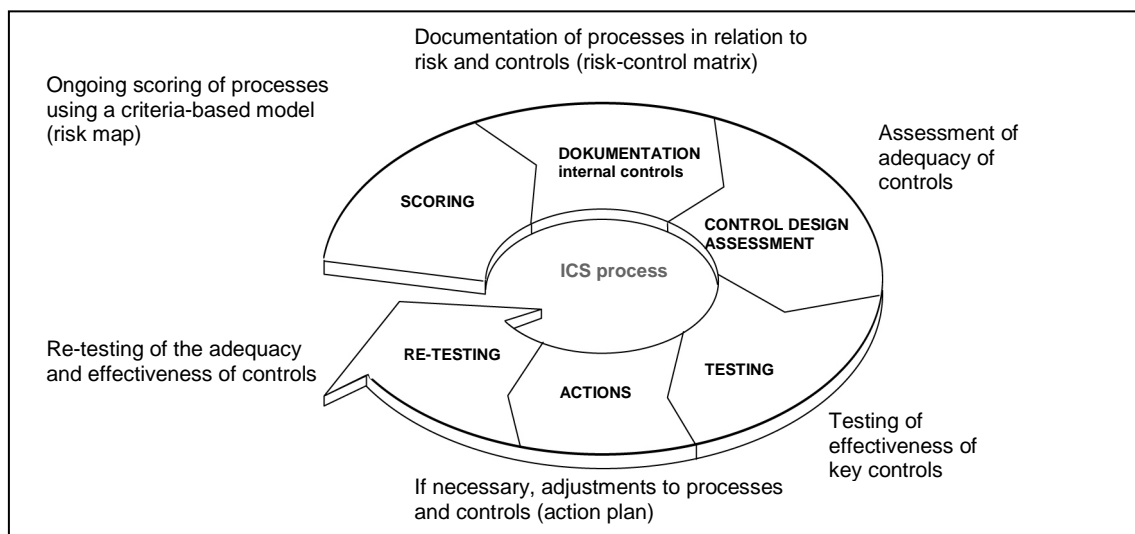 Documentation of processes in relation to
risk and controls (risk-control matrix)
Ongoing scoring of processes
using a criteria-based model
(risk map)
Assessment of
adequacy of
controls
DOKUMENTATION
internal controls
SCORING
CONTROL DESIGN
ASSESSMENT
ICS process
Re-testing of the adequacy
and effectiveness of controls
RE-TESTING
TESTING
ACTIONS
Testing of
effectiveness of
key controls
If necessary, adjustments to processes
and controls (action plan)